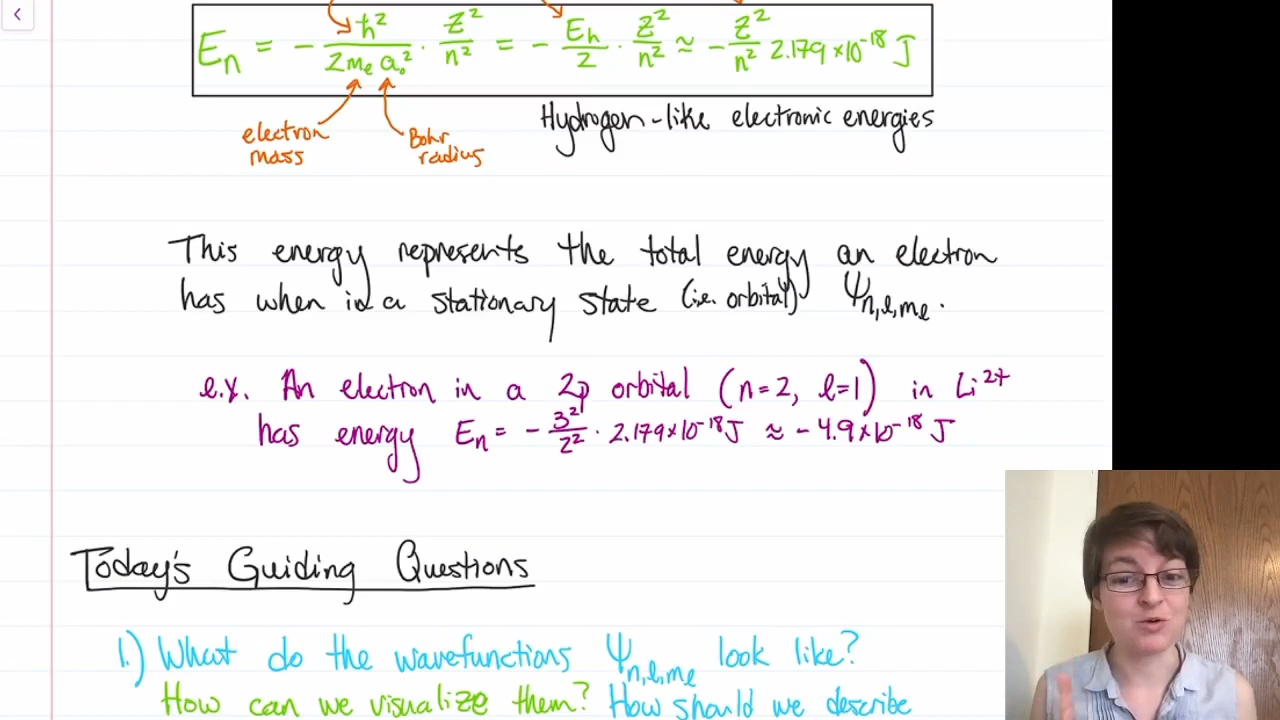 Eₙ = - ħ²/(2mₑa₀²) · Z²/n² = - Eₕ/2 · Z²/n² ≈ - Z²/n² 2.179×10⁻¹⁸ J
electron mass
Bohr radius
Hydrogen-like electronic energies
This energy represents the total energy an electron
has when in a stationary state (i.e. orbital) Ψn,l,mₑ.
e.x. An electron in a 2p orbital (n=2, l=1) in Li²⁺
has energy Eₙ = - 3²/2² · 2.179×10⁻¹⁸ J ≈ - 4.9×10⁻¹⁸ J
Today's Guiding Questions
1.) What do the wavefunctions Ψn,l,mₑ look like?
How can we visualize them? How should we describe